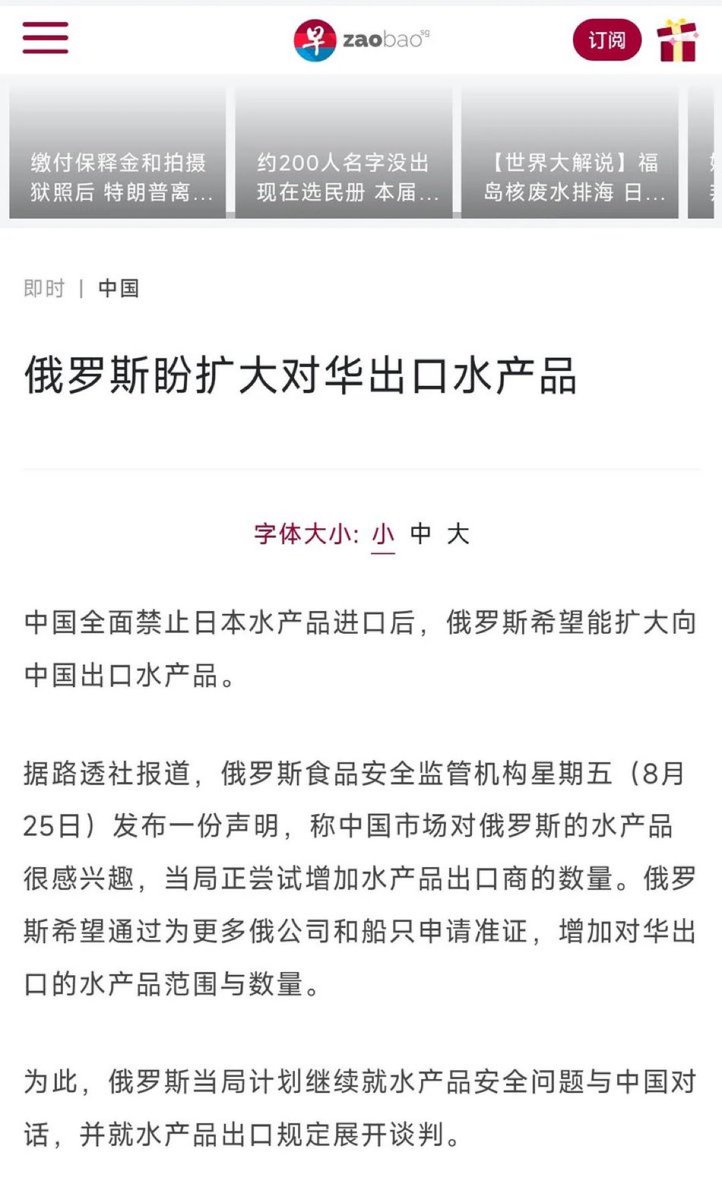 早 zaobao sg
订阅
缴付保释金和拍摄
狱照后 特朗普离...
约200人名字没出
现在选民册 本届...
【世界大解说】福
岛核废水排海 日...
即时 | 中国
俄罗斯盼扩大对华出口水产品
字体大小: 小 中 大
中国全面禁止日本水产品进口后，俄罗斯希望能扩大向
中国出口水产品。
据路透社报道，俄罗斯食品安全监管机构星期五（8月
25日）发布一份声明，称中国市场对俄罗斯的水产品
很感兴趣，当局正尝试增加水产品出口商的数量。俄罗
斯希望通过为更多俄公司和船只申请准证，增加对华出
口的水产品范围与数量。
为此，俄罗斯当局计划继续就水产品安全问题与中国对
话，并就水产品出口规定展开谈判。